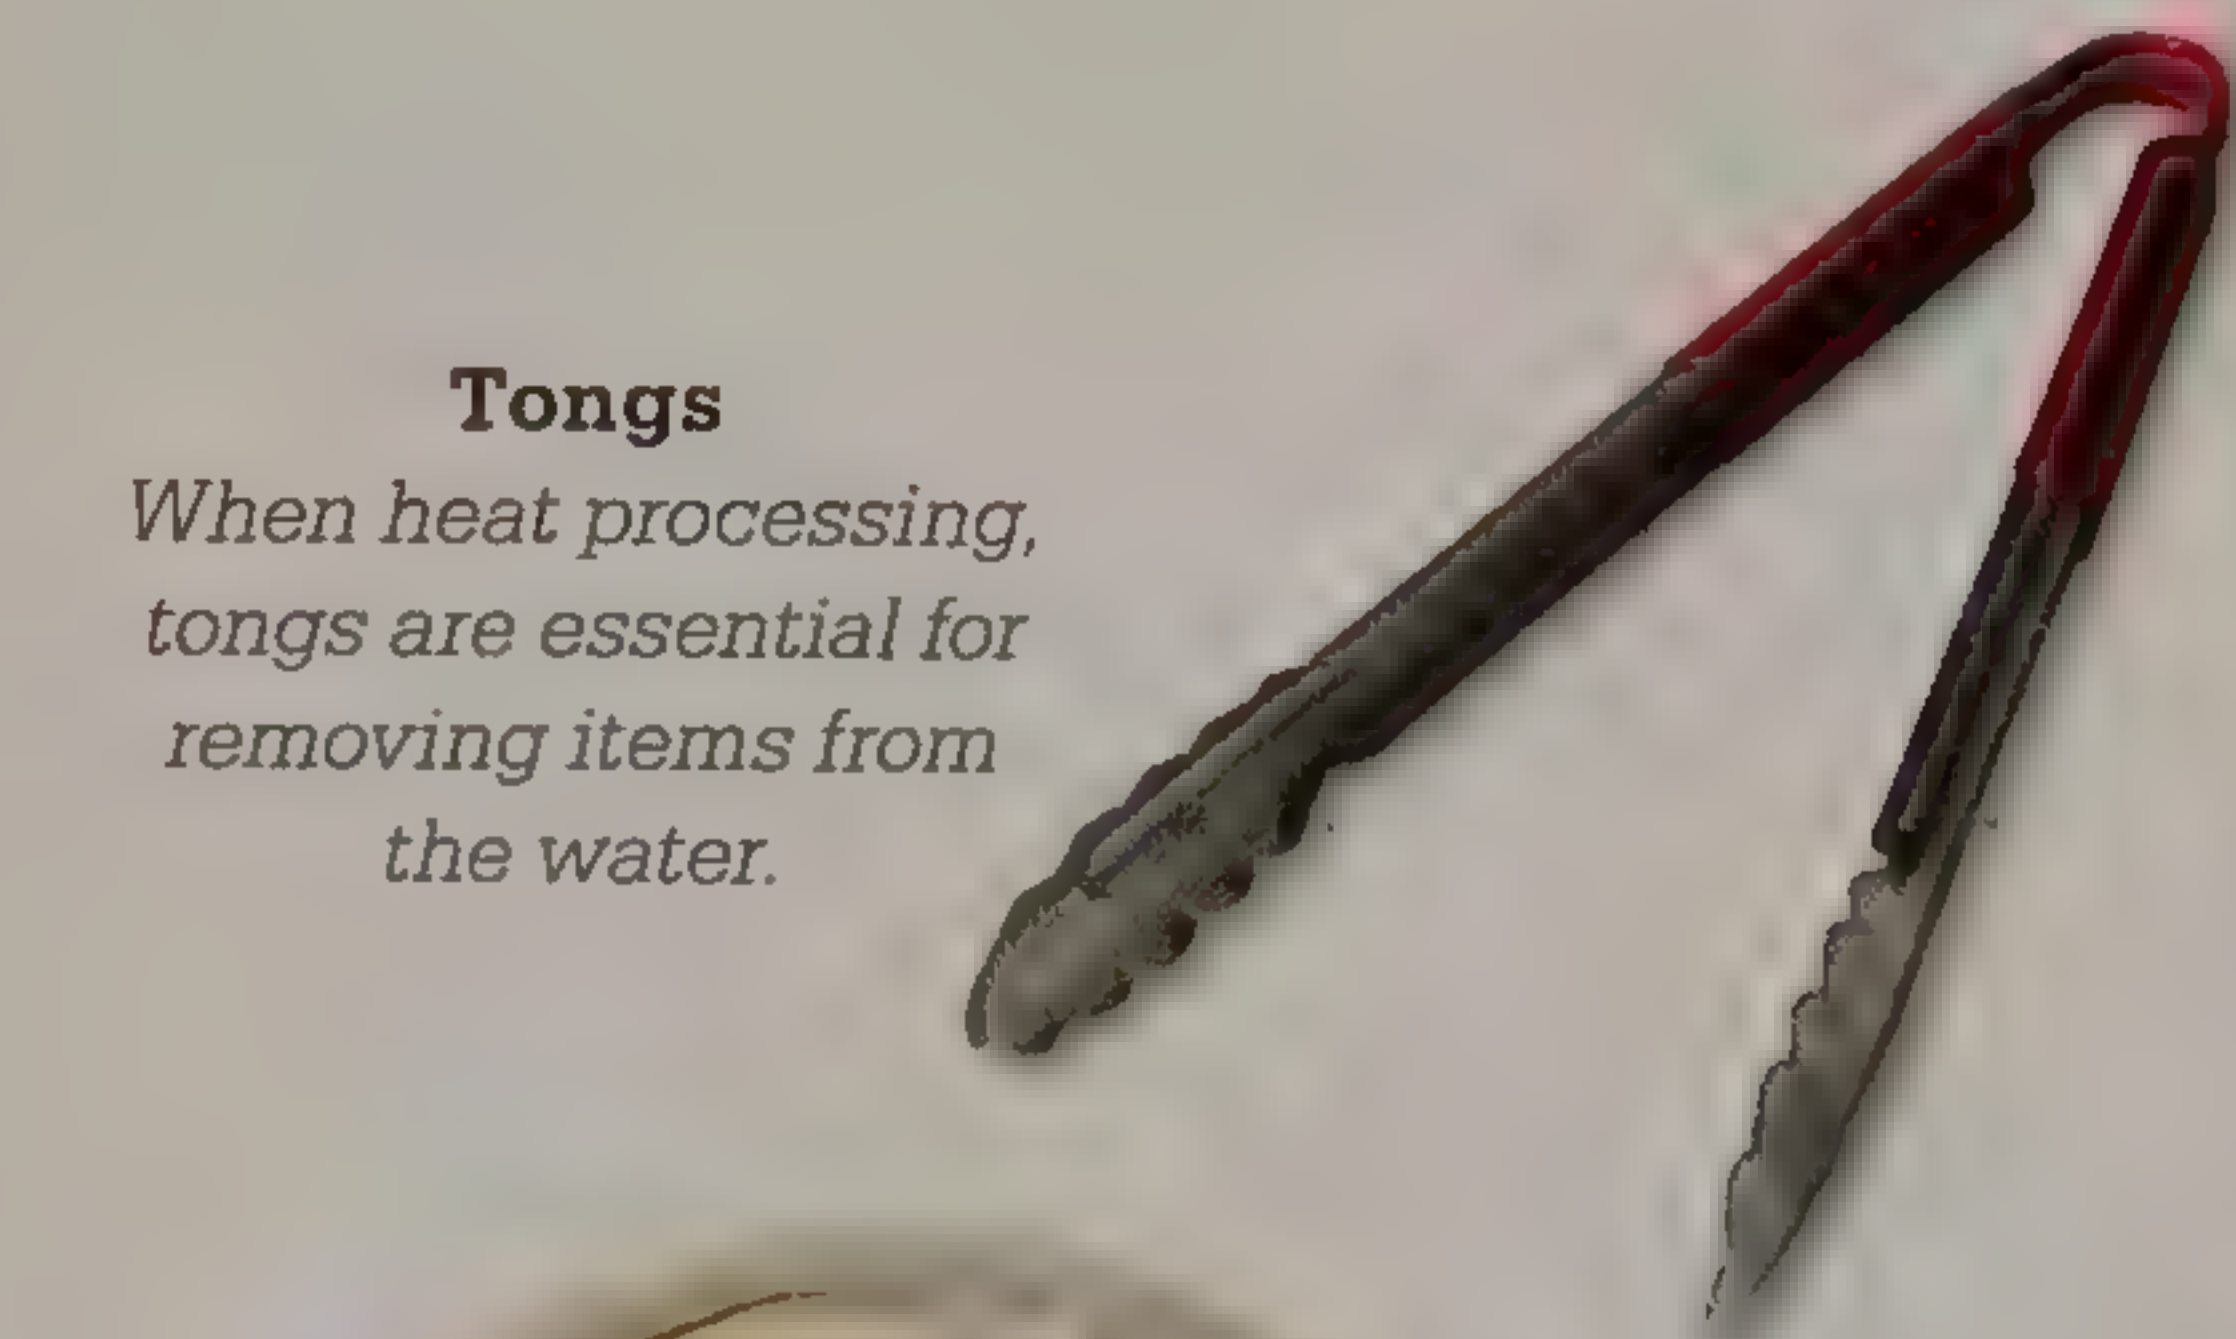 Tongs
When heat processing,
tongs are essential for
removing items from
the water.